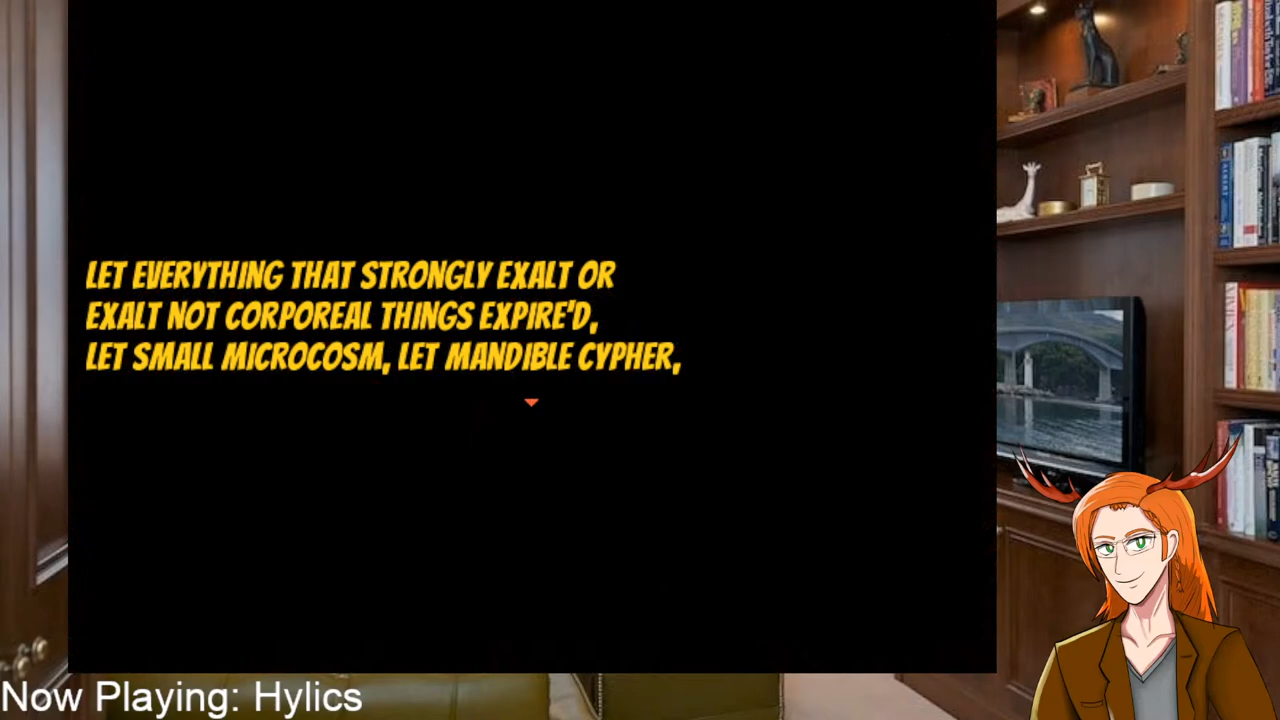 LET EVERYTHING THAT STRONGLY EXALT OR
EXALT NOT CORPOREAL THINGS EXPIRE'D,
LET SMALL MICROCOSM, LET MANDIBLE CYPHER,
Now Playing: Hylics